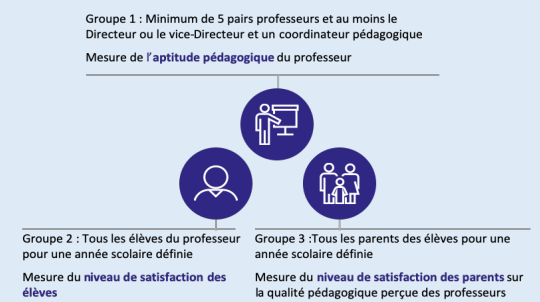 Groupe 1 : Minimum de 5 pairs professeurs et au moins le
Directeur ou le vice-Directeur et un coordinateur pédagogique
Mesure de l'aptitude pédagogique du professeur
Groupe 2 : Tous les élèves du professeur
pour une année scolaire définie
Mesure du niveau de satisfaction des
élèves
Groupe 3 :Tous les parents des élèves pour une
année scolaire définie
Mesure du niveau de satisfaction des parents sur
la qualité pédagogique perçue des professeurs